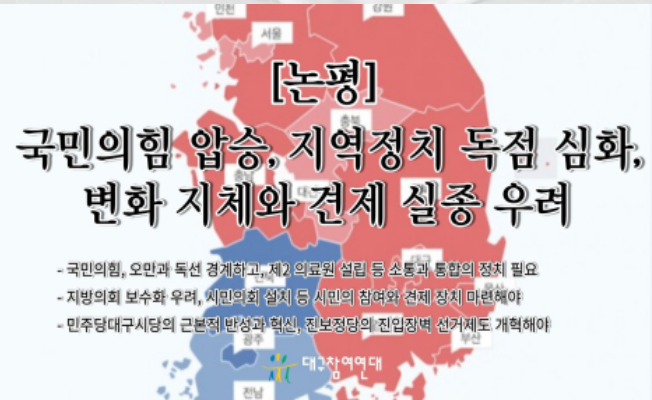 인천
강원
서울
[논평]
충북
국민의힘 압승, 지역정치 독점 심화,
충남
변화 지체와 견제 실종 우려
대구
- 국민의힘, 오만과 독선 경계하고, 제2 의료원 설립 등 소통과 통합의 정치 필요
- 지방의회 보수화 우려, 시민의회 설치 등 시민의 참여와 견제 장치 마련해야
- 민주당대구시당의 근본적 반성과 혁신, 진보정당의 진입장벽 선거제도 개혁해야
광주
부산
대구참여연대
전남